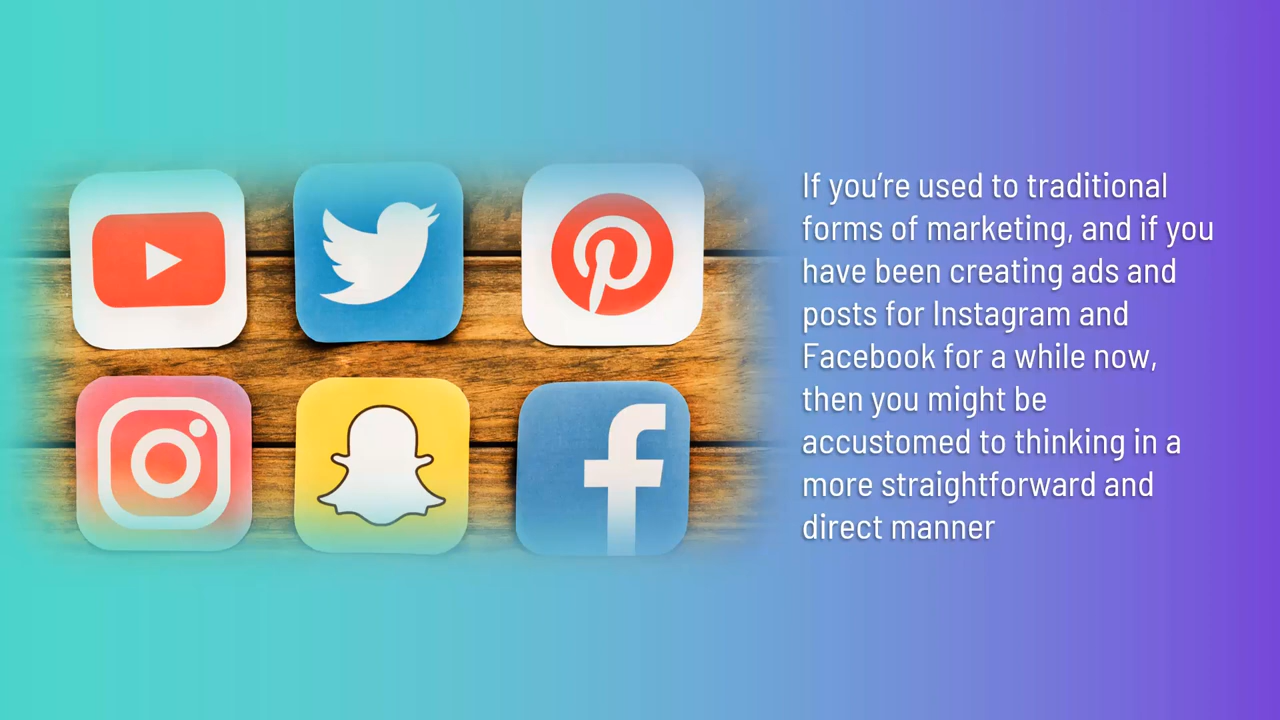 If you’re used to traditional
forms of marketing, and if you
have been creating ads and
posts for Instagram and
Facebook for a while now,
then you might be
accustomed to thinking in a
more straightforward and
direct manner